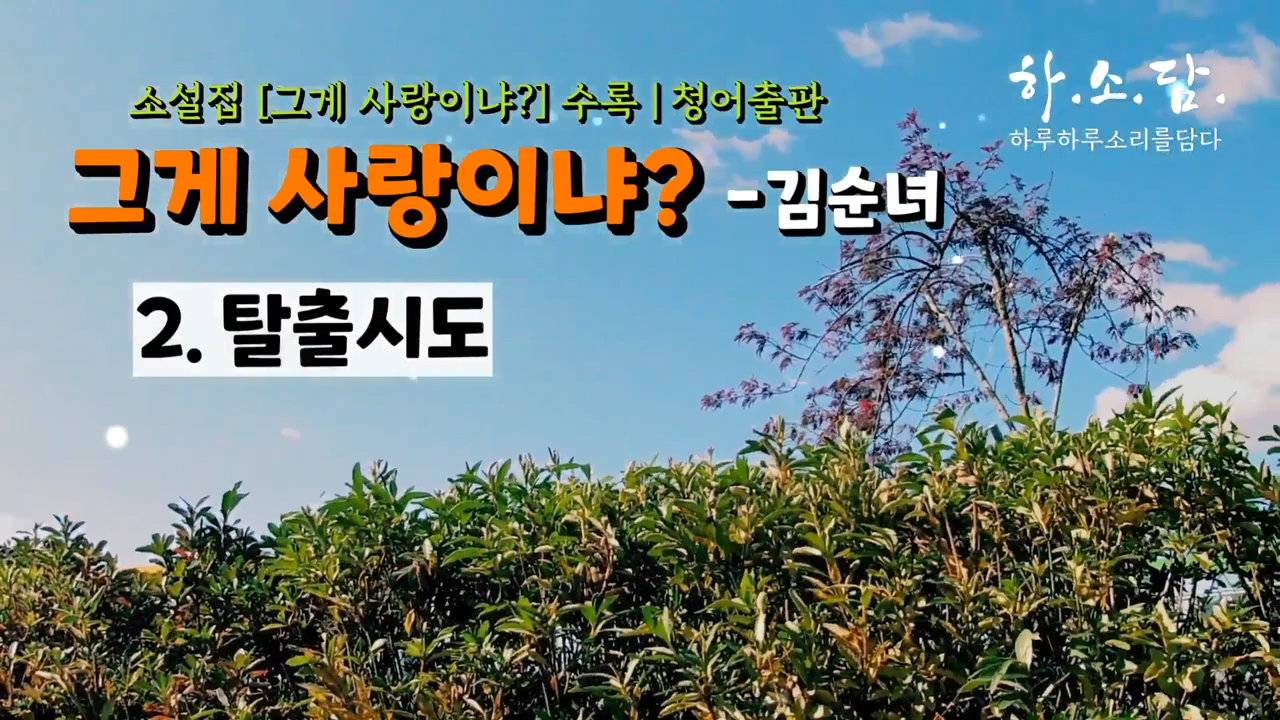 소설집 [그게 사랑이냐?] 수록 | 청어출판
그게 사랑이냐? -김순녀
2. 탈출시도
하.소.담.
하루하루소리를담다